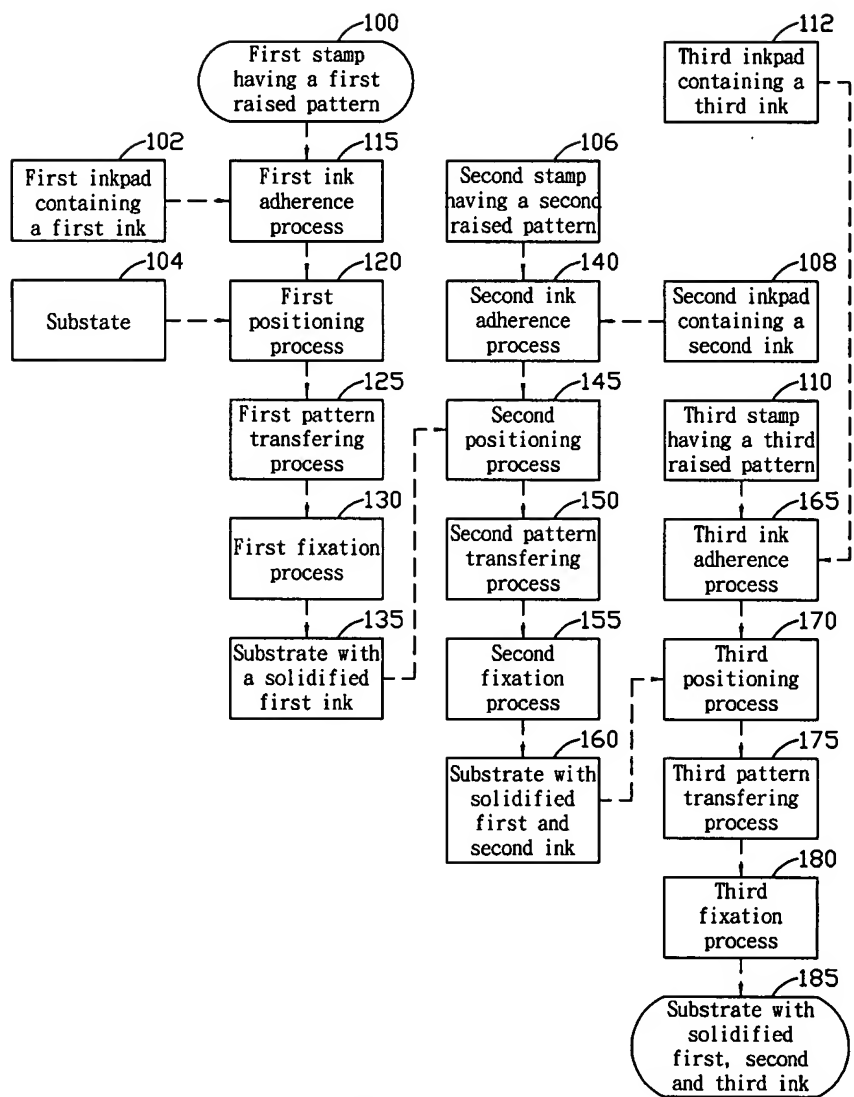 100
First stamp
having a first
raised pattern
112
Third inkpad
containing a
third ink
102
First inkpad
containing
a first ink
115
First ink
adherence
process
106
Second stamp
having a second
raised pattern
104
Substate
120
First
positioning
process
140
Second ink
adherence
process
108
Second inkpad
containing a
second ink
125
First pattern
transfering
process
145
Second
positioning
process
110
Third stamp
having a third
raised pattern
130
First fixation
process
150
Second pattern
transfering
process
165
Third ink
adherence
process
135
Substrate with
a solidified
first ink
155
Second
fixation
process
170
Third
positioning
process
160
Substrate with
solidified
first and
second ink
175
Third pattern
transfering
process
180
Third
fixation
process
185
Substrate with
solidified
first, second
and third ink